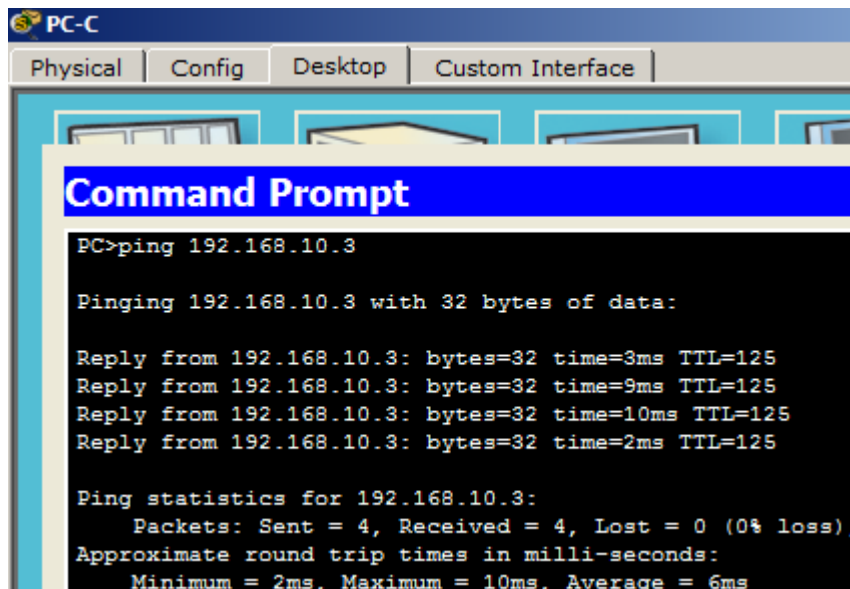 PC-C
Physical Config Desktop Custom Interface
Command Prompt
PC>ping 192.168.10.3
Pinging 192.168.10.3 with 32 bytes of data:
Reply from 192.168.10.3: bytes=32 time=3ms TTL=125
Reply from 192.168.10.3: bytes=32 time=9ms TTL=125
Reply from 192.168.10.3: bytes=32 time=10ms TTL=125
Reply from 192.168.10.3: bytes=32 time=2ms TTL=125
Ping statistics for 192.168.10.3:
Packets: Sent = 4, Received = 4, Lost = 0 (0% loss),
Approximate round trip times in milli-seconds:
Minimum = 2ms, Maximum = 10ms, Average = 6ms